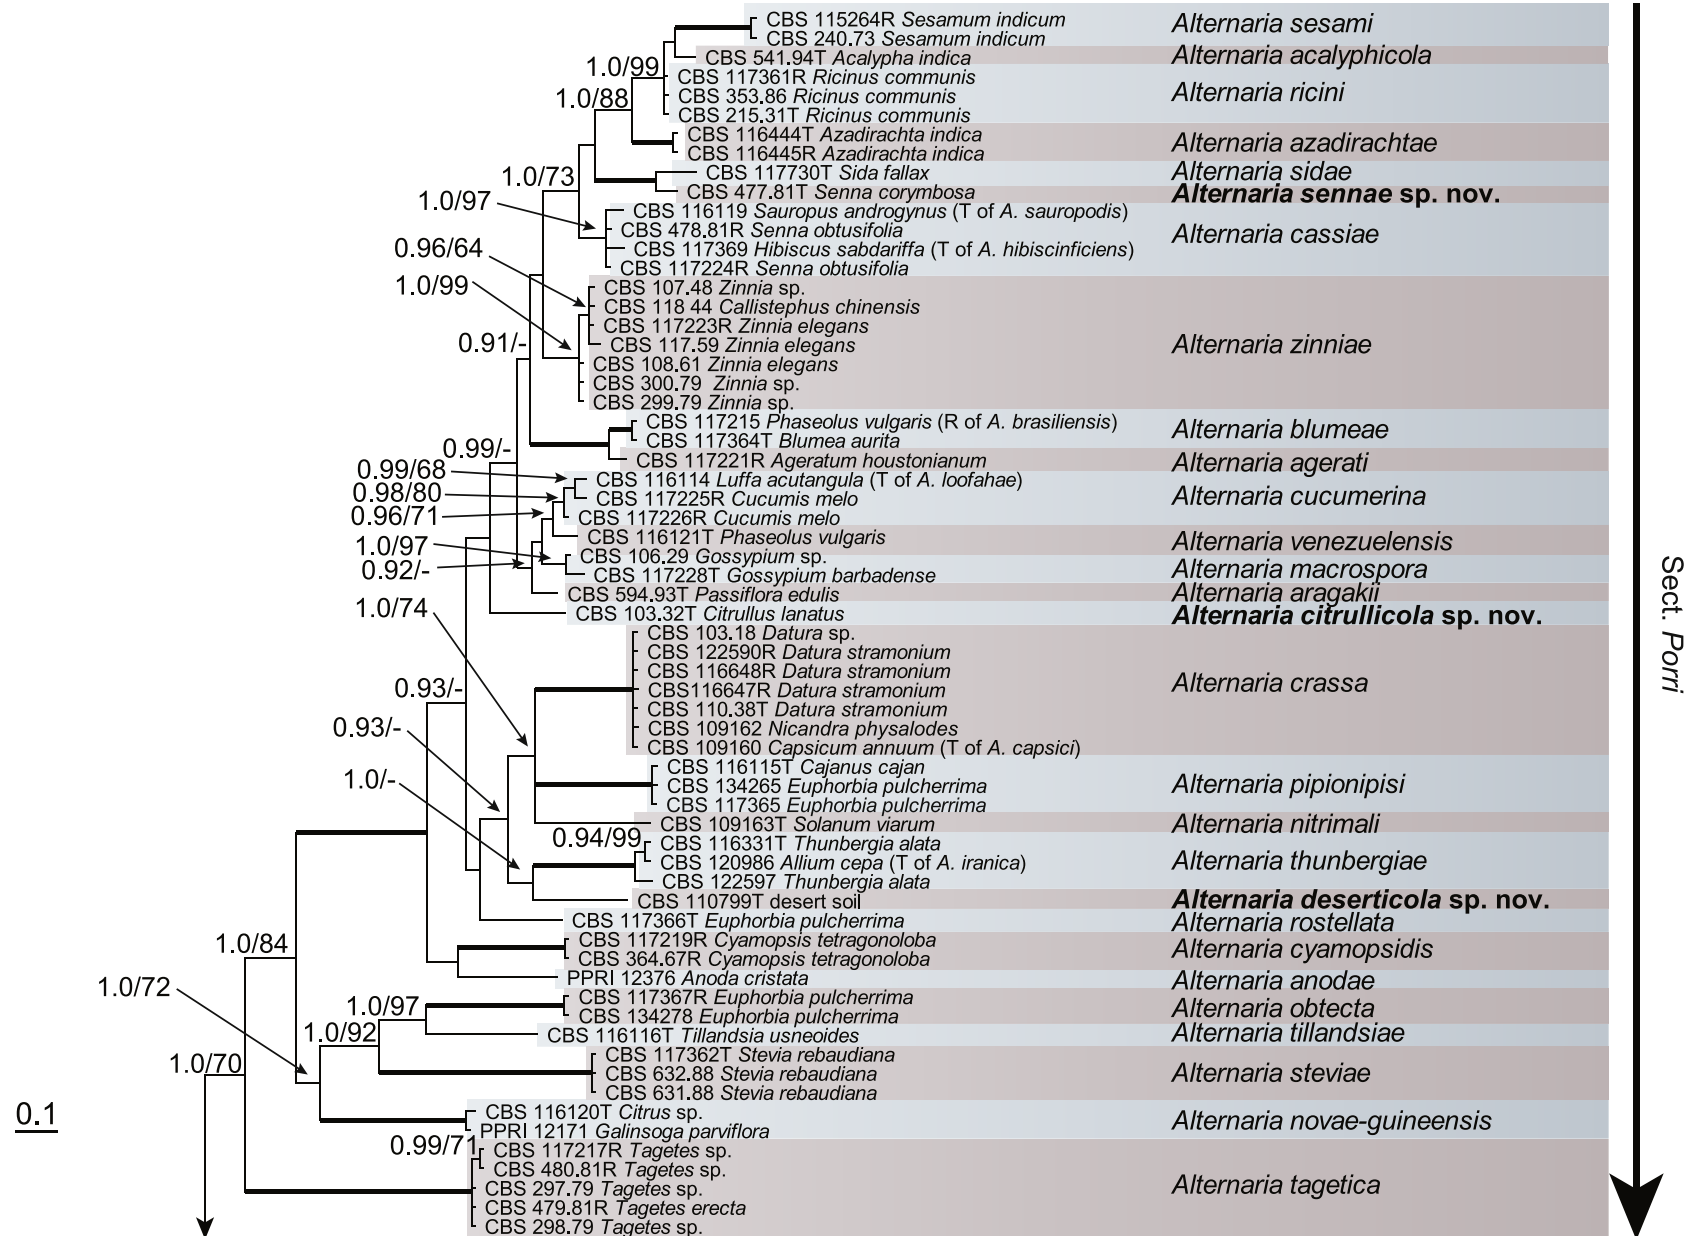 CBS 115264R Sesamum indicum
CBS 240.73 Sesamum indicum
Alternaria sesami
CBS 541.94T Acalypha indica
Alternaria acalyphicola
1.0/99
CBS 117361R Ricinus communis
CBS 353.86 Ricinus communis
CBS 215.31T Ricinus communis
Alternaria ricini
1.0/88
CBS 116444T Azadirachta indica
CBS 116445R Azadirachta indica
Alternaria azadirachtae
CBS 117730T Sida fallax
Alternaria sidae
1.0/73
CBS 477.81T Senna corymbosa
Alternaria sennae sp. nov.
1.0/97
CBS 116119 Sauropus androgynus (T of A. sauropodis)
CBS 478.81R Senna obtusifolia
CBS 117369 Hibiscus sabdariffa (T of A. hibiscinficiens)
CBS 117224R Senna obtusifolia
Alternaria cassiae
0.96/64
1.0/99
CBS 107.48 Zinnia sp.
CBS 118 44 Callistephus chinensis
CBS 117223R Zinnia elegans
CBS 117.59 Zinnia elegans
CBS 108.61 Zinnia elegans
CBS 300.79 Zinnia sp.
CBS 299.79 Zinnia sp.
Alternaria zinniae
0.91/-
CBS 117215 Phaseolus vulgaris (R of A. brasiliensis)
CBS 117364T Blumea aurita
Alternaria blumeae
CBS 117221R Ageratum houstonianum
Alternaria agerati
0.99/-
0.99/68
0.98/80
0.96/71
CBS 116114 Luffa acutangula (T of A. loofahae)
CBS 117225R Cucumis melo
CBS 117226R Cucumis melo
Alternaria cucumerina
CBS 116121T Phaseolus vulgaris
Alternaria venezuelensis
1.0/97
0.92/-
CBS 106.29 Gossypium sp.
CBS 117228T Gossypium barbadense
Alternaria macrospora
CBS 594.93T Passiflora edulis
Alternaria aragakii
1.0/74
CBS 103.32T Citrullus lanatus
Alternaria citrullicola sp. nov.
CBS 103.18 Datura sp.
CBS 122590R Datura stramonium
CBS 116648R Datura stramonium
CBS116647R Datura stramonium
CBS 110.38T Datura stramonium
CBS 109162 Nicandra physalodes
CBS 109160 Capsicum annuum (T of A. capsici)
Alternaria crassa
0.93/-
0.93/-
1.0/-
CBS 116115T Cajanus cajan
CBS 134265 Euphorbia pulcherrima
CBS 117365 Euphorbia pulcherrima
Alternaria pipionipisi
CBS 109163T Solanum viarum
Alternaria nitrimali
0.94/99
CBS 116331T Thunbergia alata
CBS 120986 Allium cepa (T of A. iranica)
CBS 122597 Thunbergia alata
Alternaria thunbergiae
CBS 110799T desert soil
Alternaria deserticola sp. nov.
CBS 117366T Euphorbia pulcherrima
Alternaria rostellata
1.0/84
CBS 117219R Cyamopsis tetragonoloba
CBS 364.67R Cyamopsis tetragonoloba
Alternaria cyamopsidis
PPRI 12376 Anoda cristata
Alternaria anodae
1.0/72
1.0/97
CBS 117367R Euphorbia pulcherrima
CBS 134278 Euphorbia pulcherrima
Alternaria obtecta
1.0/92
CBS 116116T Tillandsia usneoides
Alternaria tillandsiae
1.0/70
CBS 117362T Stevia rebaudiana
CBS 632.88 Stevia rebaudiana
CBS 631.88 Stevia rebaudiana
Alternaria steviae
0.1
CBS 116120T Citrus sp.
PPRI 12171 Galinsoga parviflora
Alternaria novae-guineensis
0.99/71
CBS 117217R Tagetes sp.
CBS 480.81R Tagetes sp.
CBS 297.79 Tagetes sp.
CBS 479.81R Tagetes erecta
CBS 298.79 Tagetes sp.
Alternaria tagetica
Sect. Porri